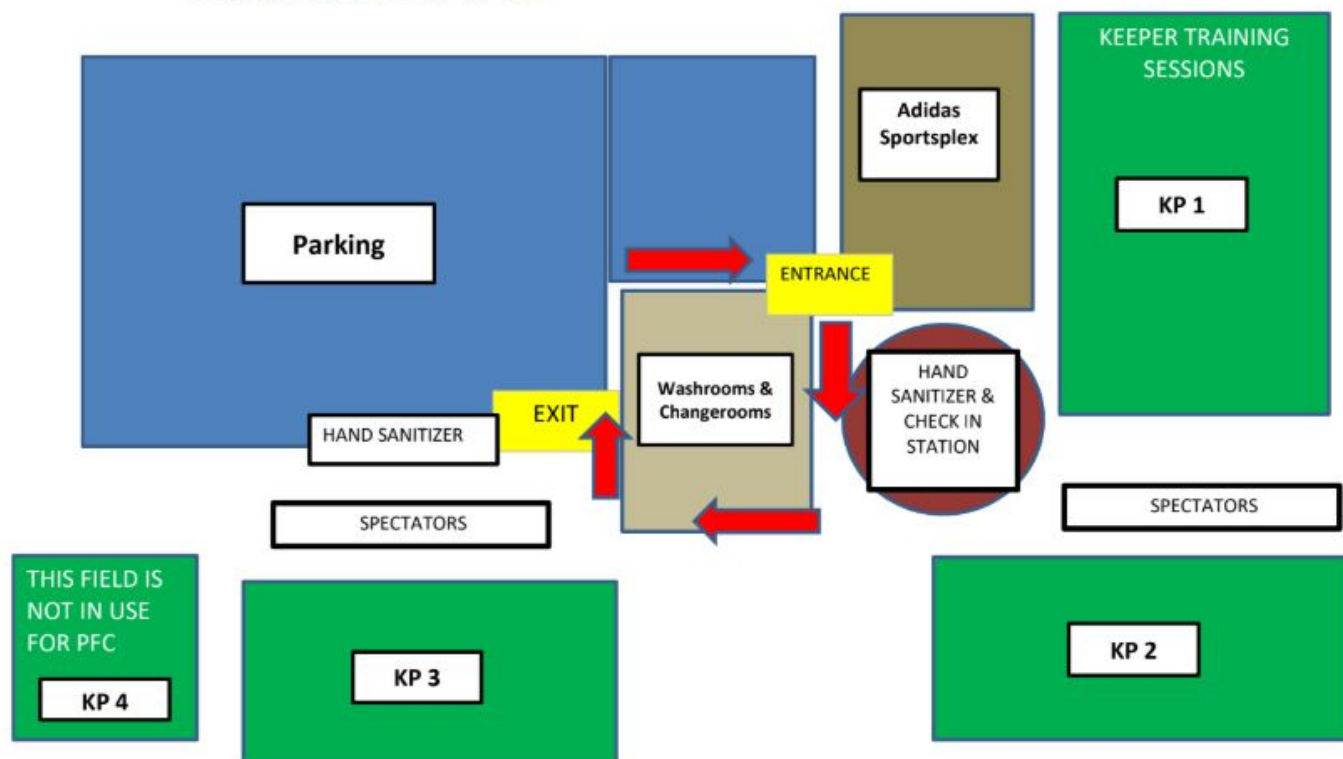 KEEPER TRAINING
SESSIONS
Adidas
Sportsplex
KP 1
Parking
ENTRANCE
HAND
SANITIZER &
CHECK IN
STATION
Washrooms &
Changerooms
EXIT
HAND SANITIZER
SPECTATORS
SPECTATORS
THIS FIELD IS
NOT IN USE
FOR PFC
KP 4
KP 3
KP 2